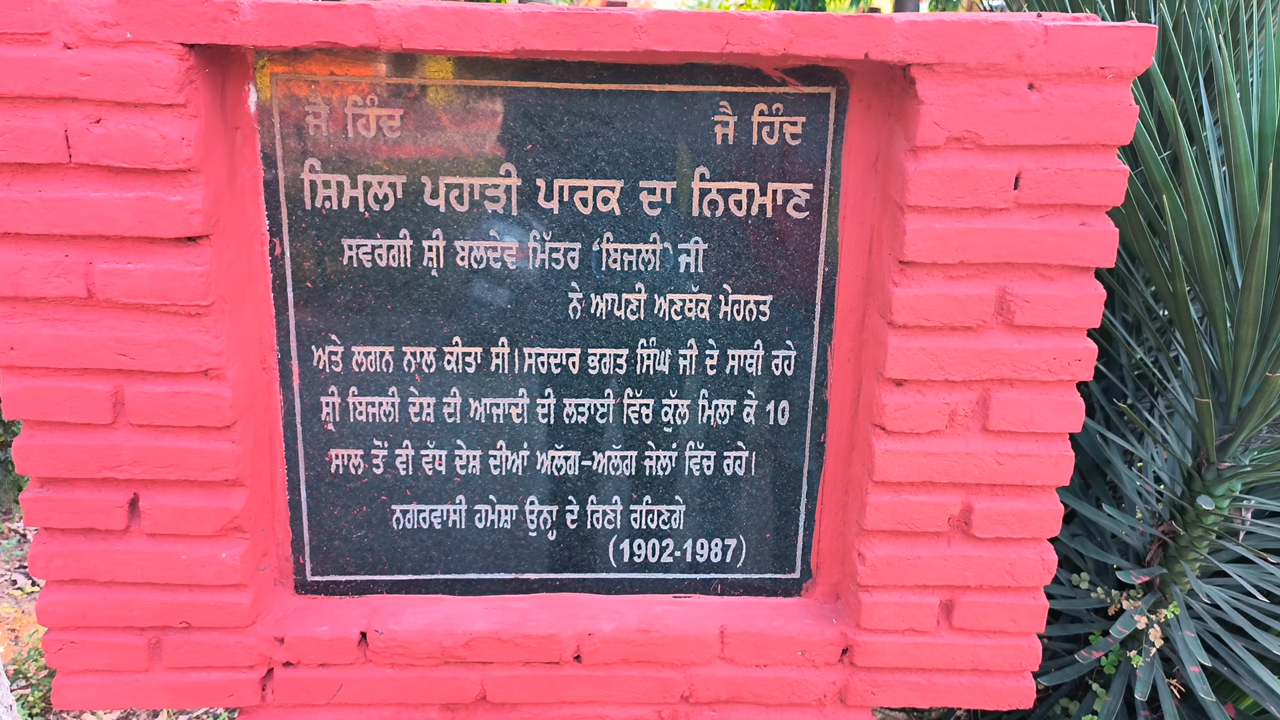 ਜੈ ਹਿੰਦ ਜੈ ਹਿੰਦ
ਸ਼ਿਮਲਾ ਪਹਾੜੀ ਪਾਰਕ ਦਾ ਨਿਰਮਾਣ
ਸਵਰਗੀ ਸ਼੍ਰੀ ਬਲਦੇਵ ਮਿੱਤਰ ‘ਬਿਜਲੀ’ ਜੀ
ਨੇ ਆਪਣੀ ਅਣਥੱਕ ਮੇਹਨਤ
ਅਤੇ ਲਗਨ ਨਾਲ ਕੀਤਾ ਸੀ। ਸਰਦਾਰ ਭਗਤ ਸਿੰਘ ਜੀ ਦੇ ਸਾਥੀ ਰਹੇ
ਸ਼੍ਰੀ ਬਿਜਲੀ ਦੇਸ਼ ਦੀ ਆਜਾਦੀ ਦੀ ਲੜਾਈ ਵਿੱਚ ਕੁੱਲ ਮਿਲਾ ਕੇ 10
ਸਾਲ ਤੋਂ ਵੀ ਵੱਧ ਦੇਸ਼ ਦੀਆਂ ਅਲੱਗ-ਅਲੱਗ ਜੇਲਾਂ ਵਿੱਚ ਰਹੇ।
ਨਗਰਵਾਸੀ ਹਮੇਸ਼ਾ ਉਨ੍ਹਾ ਦੇ ਰਿਣੀ ਰਹਿਣਗੇ
(1902-1987)